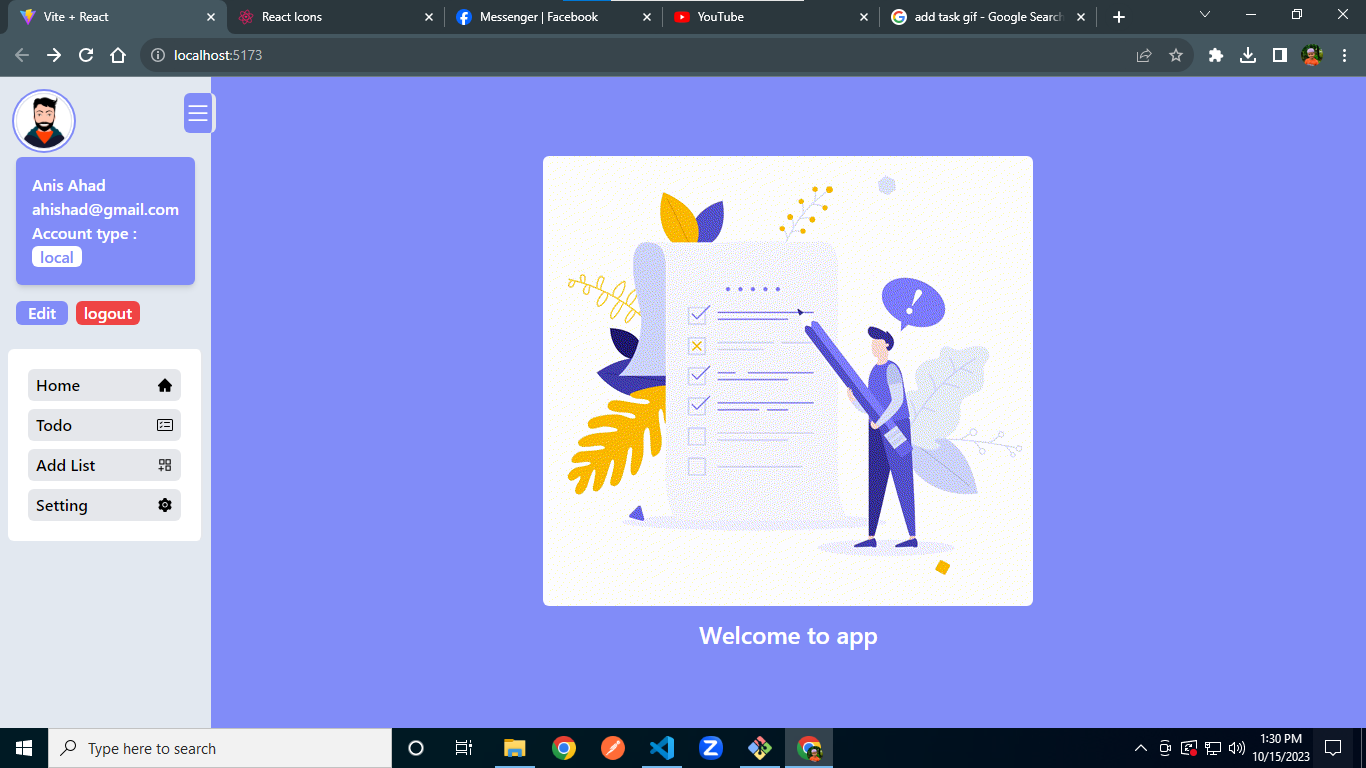 Vite + React
React Icons
Messenger | Facebook
YouTube
add task gif - Google Search
localhost:5173
Anis Ahad
ahishad@gmail.com
Account type :
local
Edit
logout
Home
Todo
Add List
Setting
!
Welcome to app
Type here to search
1:30 PM
10/15/2023